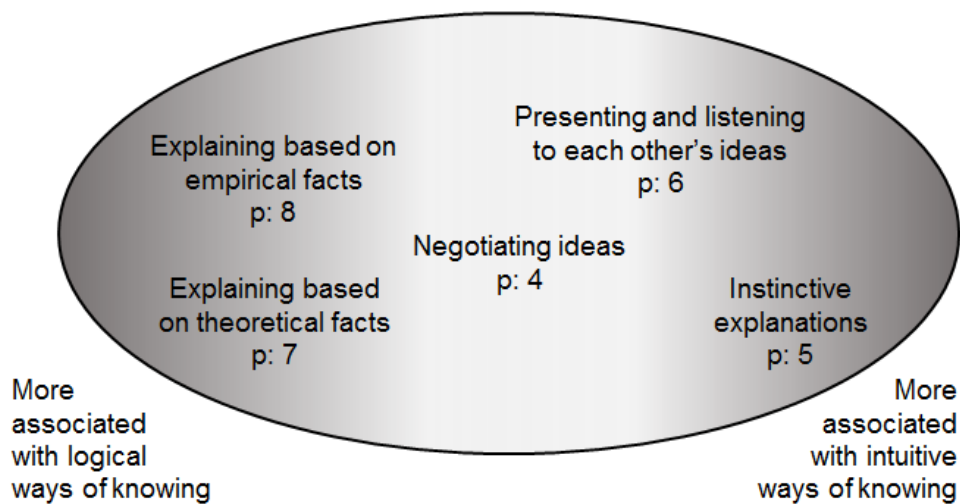 Presenting and listening
to each other’s ideas
p: 6
Explaining based on
empirical facts
p: 8
Negotiating ideas
p: 4
Explaining based
on theoretical facts
p: 7
Instinctive
explanations
p: 5
More
associated
with logical
ways of knowing
More
associated
with intuitive
ways of knowing